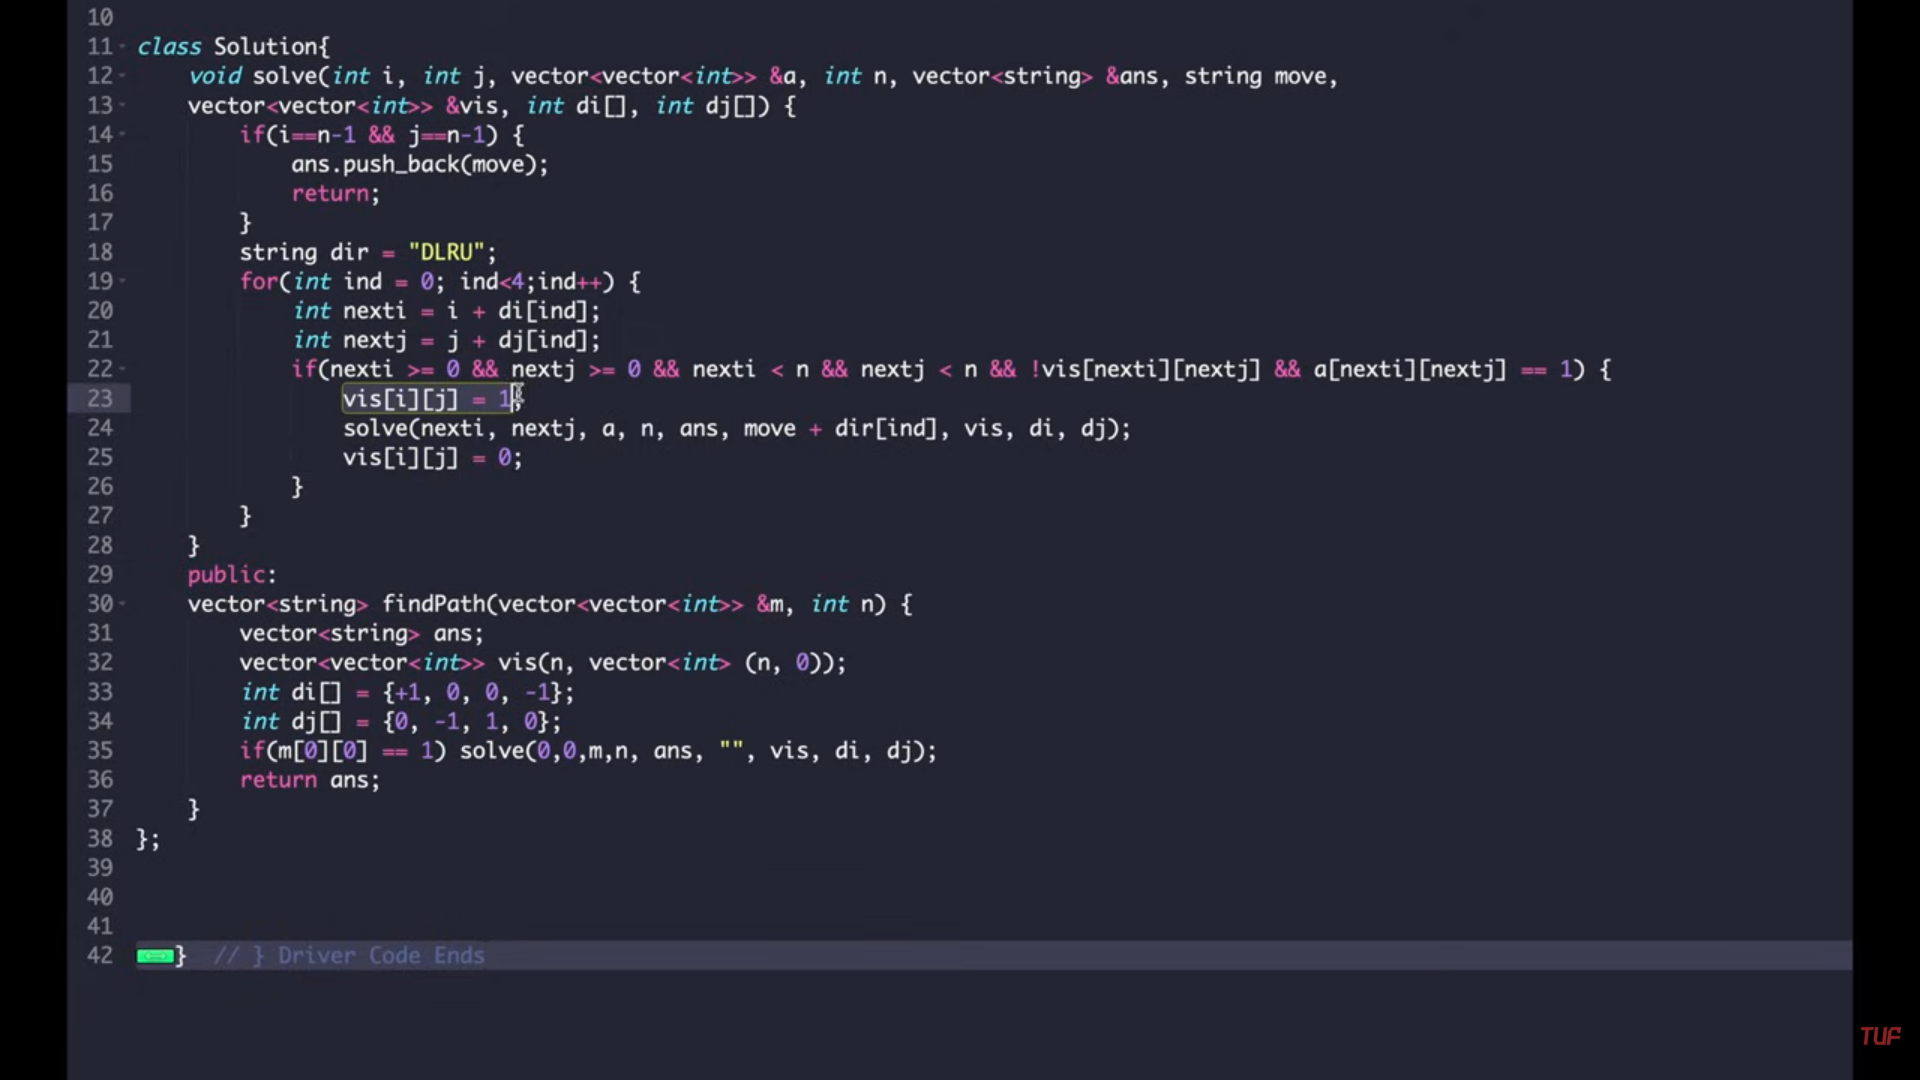 10
11 class Solution{
12 void solve(int i, int j, vector<vector<int>> &a, int n, vector<string> &ans, string move,
13 vector<vector<int>> &vis, int di[], int dj[]) {
14 if(i==n-1 && j==n-1) {
15 ans.push_back(move);
16 return;
17 }
18 string dir = "DLRU";
19 for(int ind = 0; ind<4;ind++) {
20 int nexti = i + di[ind];
21 int nextj = j + dj[ind];
22 if(nexti >= 0 && nextj >= 0 && nexti < n && nextj < n && !vis[nexti][nextj] && a[nexti][nextj] == 1) {
23 vis[i][j] = 1;
24 solve(nexti, nextj, a, n, ans, move + dir[ind], vis, di, dj);
25 vis[i][j] = 0;
26 }
27 }
28 }
29 public:
30 vector<string> findPath(vector<vector<int>> &m, int n) {
31 vector<string> ans;
32 vector<vector<int>> vis(n, vector<int> (n, 0));
33 int di[] = {+1, 0, 0, -1};
34 int dj[] = {0, -1, 1, 0};
35 if(m[0][0] == 1) solve(0,0,m,n, ans, "", vis, di, dj);
36 return ans;
37 }
38 };
39
40
41
42 } // } Driver Code Ends
TUF